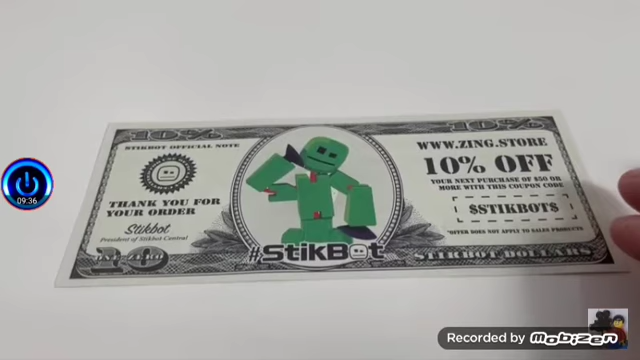 10%
10%
STIKBOT OFFICIAL NOTE
WWW.ZING.STORE
10% OFF
YOUR NEXT PURCHASE OF $50 OR
MORE WITH THIS COUPON CODE
$STIKBOT$
THANK YOU FOR
YOUR ORDER
Stikbot
President of Stikbot Central
*OFFER DOES NOT APPLY TO SALES PRODUCTS
#StikBot
10
STIKBOT DOLLARS
09:36
Recorded by Mobizen